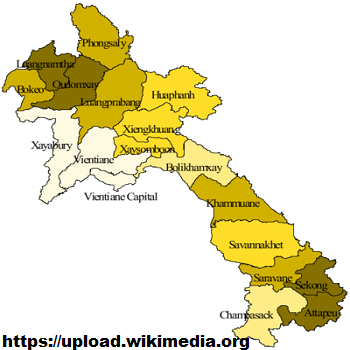 Phongsaly
Luangnamtha
Bokeo
Oudomxay
Luangprabang
Huaphanh
Xiengkhuang
Xayabury
Vientiane
Xaysomboon
Bolikhamxay
Vientiane Capital
Khammuane
Savannakhet
Saravane
Sekong
Champasack
Attapeu
https://upload.wikimedia.org